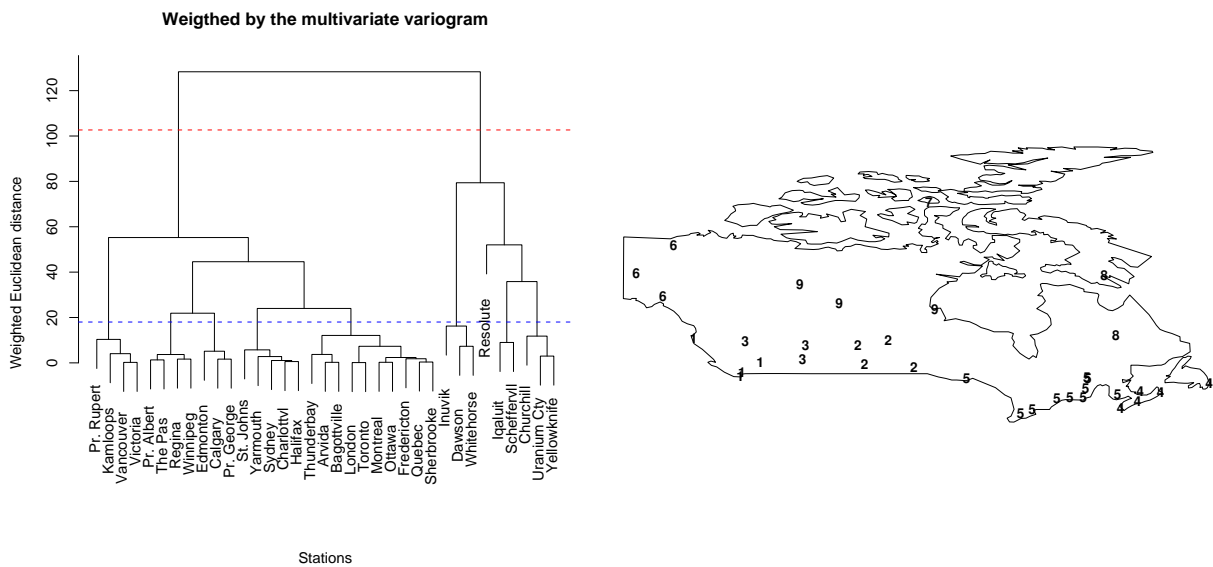 Weigthed by the multivariate variogram
Weighted Euclidean distance
120
100
80
60
40
20
0
Pr. Rupert
Kamloops
Vancouver
Victoria
Pr. Albert
The Pas
Regina
Winnipeg
Edmonton
Calgary
Pr. George
St. Johns
Yarmouth
Sydney
Charlottvl
Halifax
Thunderbay
Arvida
Bagottville
London
Toronto
Montreal
Ottawa
Fredericton
Quebec
Sherbrooke
Inuvik
Dawson
Whitehorse
Resolute
Iqaluit
Scheffervll
Churchill
Uranium Cty
Yellowknife
Stations
7
6
6 8
9
6 9 9
1 3 3 2 2 8
1 3 2 2
1 1 5 5 5
5 5 5 5 5 5 4 4 4 4 4